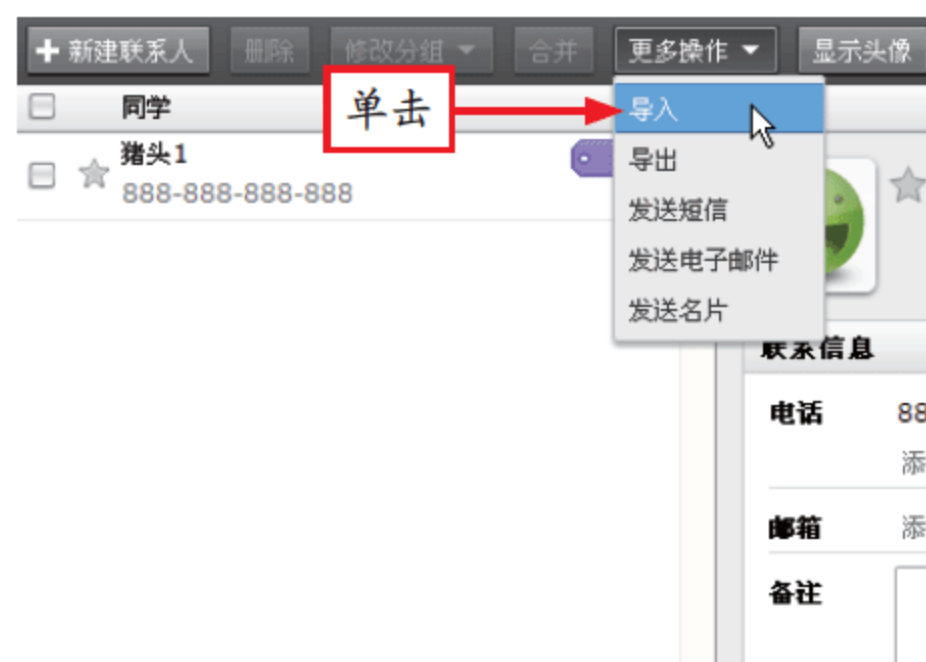 新建联系人 删除 修改分组 合并 更多操作 显示头像
同学
单击
导入
猪头1
888-888-888-888
导出
发送短信
发送电子邮件
发送名片
联系信息
电话 88
添
邮箱 添
备注